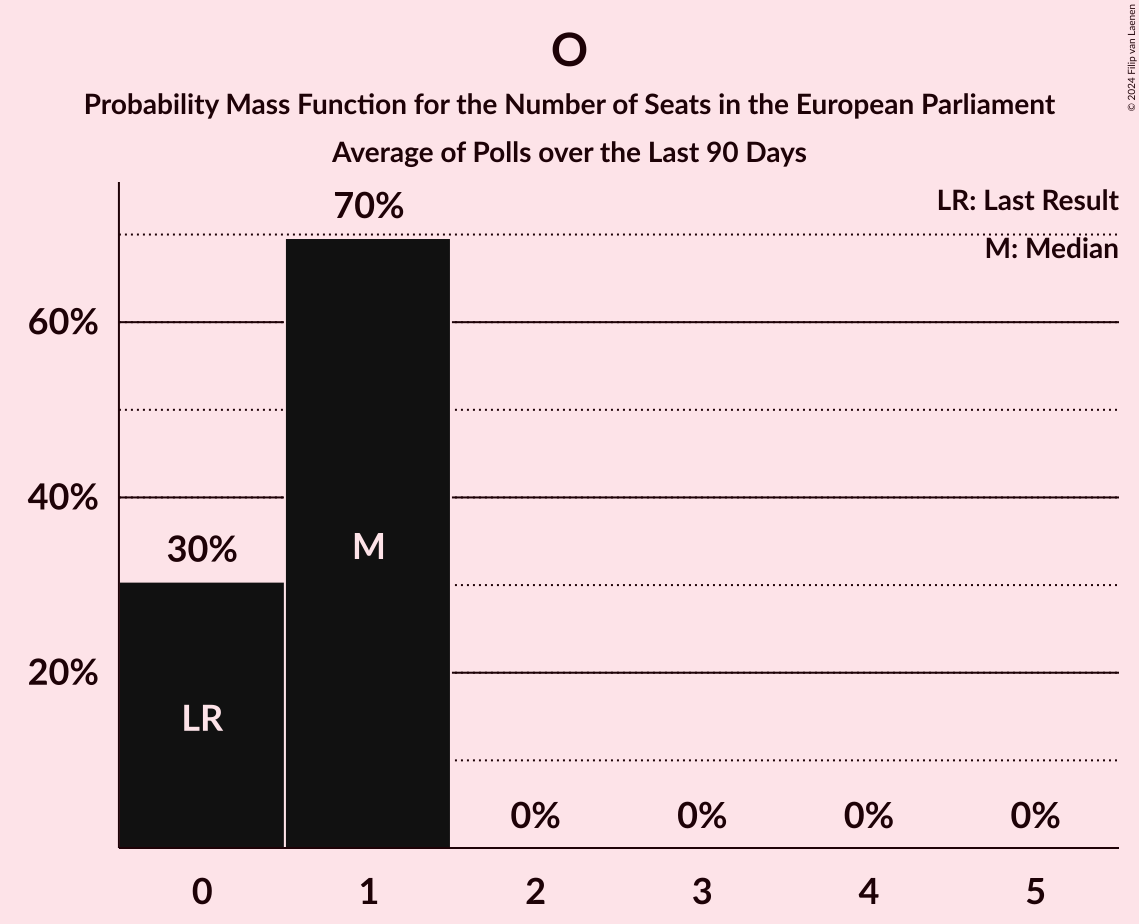 O
Probability Mass Function for the Number of Seats in the European Parliament
Average of Polls over the Last 90 Days
© 2024 Filip van Laenen
LR: Last Result
M: Median
70%
60%
40%
30%
20%
M
LR
0%
0%
0%
0%
0
1
2
3
4
5